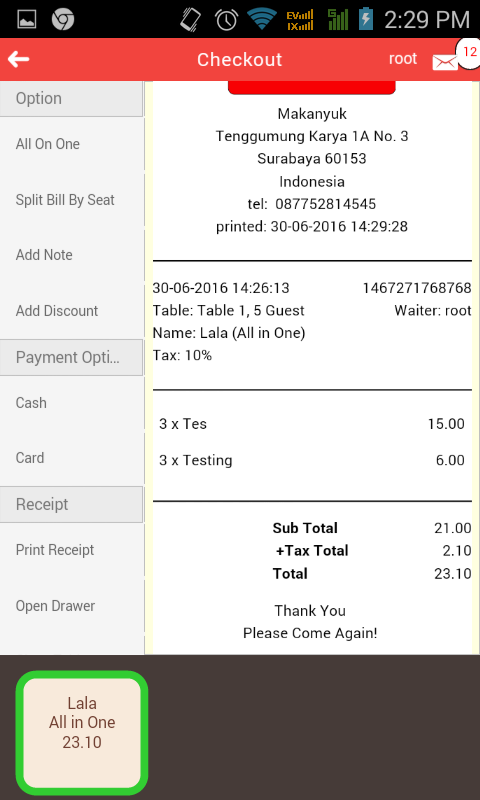 EV
IX
G
2:29 PM
Checkout
root
12
Option
All On One
Split Bill By Seat
Add Note
Add Discount
Payment Opti...
Cash
Card
Receipt
Print Receipt
Open Drawer
Makanyuk
Tenggumung Karya 1A No. 3
Surabaya 60153
Indonesia
tel: 087752814545
printed: 30-06-2016 14:29:28
30-06-2016 14:26:13 1467271768768
Table: Table 1, 5 Guest Waiter: root
Name: Lala (All in One)
Tax: 10%
3 x Tes 15.00
3 x Testing 6.00
Sub Total 21.00
+Tax Total 2.10
Total 23.10
Thank You
Please Come Again!
Lala
All in One
23.10